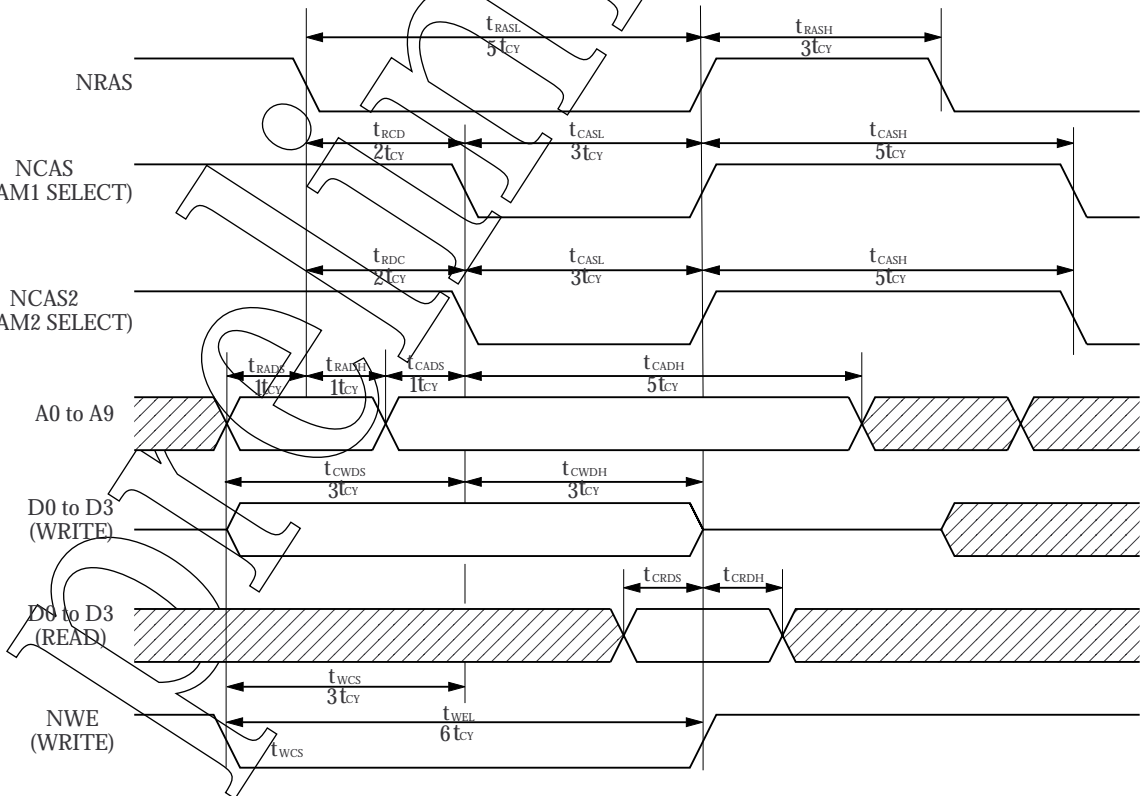 tRASL
5tCY
tRASH
3tCY
NRAS
tRCD
2tCY
tCASL
3tCY
tCASH
5tCY
NCAS
AM1 SELECT)
tRDC
2tCY
tCASL
3tCY
tCASH
5tCY
NCAS2
AM2 SELECT)
tRADS
1tCY
tRADH
1tCY
tCADS
1tCY
tCADH
5tCY
A0 to A9
tCWDS
3tCY
tCWDH
3tCY
D0 to D3
(WRITE)
tCRDS
tCRDH
D0 to D3
(READ)
tWCS
3tCY
tWEL
6tCY
NWE
(WRITE)
tWCS